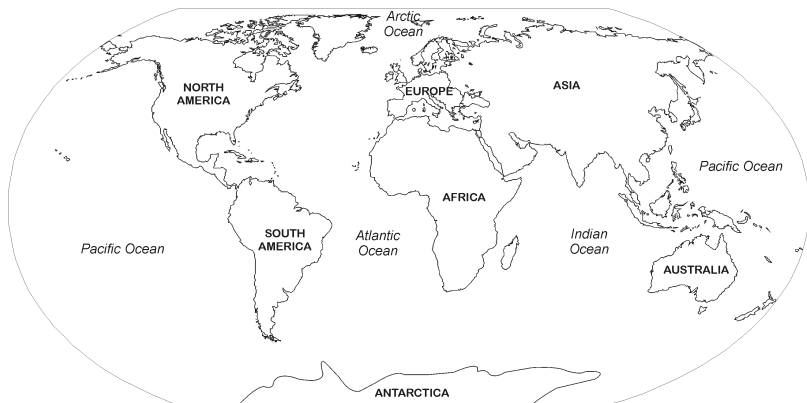 Arctic
Ocean
NORTH
AMERICA
EUROPE
ASIA
Pacific Ocean
AFRICA
SOUTH
AMERICA
Atlantic
Ocean
Indian
Ocean
Pacific Ocean
AUSTRALIA
ANTARCTICA